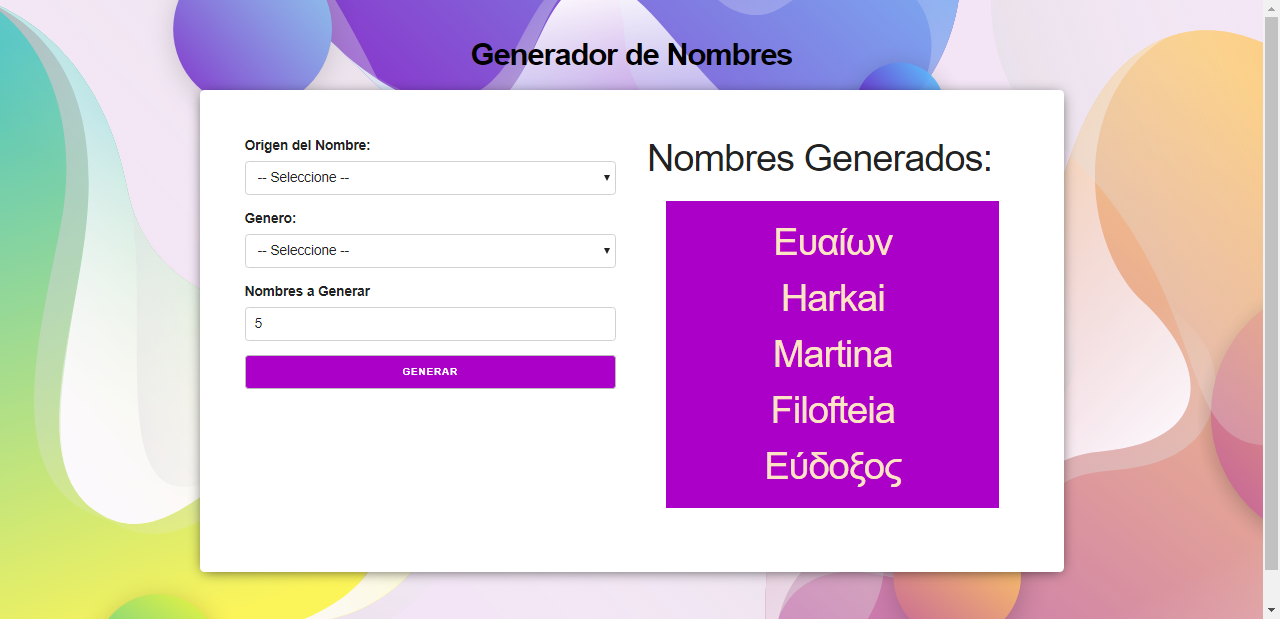 Generador de Nombres
Origen del Nombre:
-- Seleccione --
Genero:
-- Seleccione --
Nombres a Generar
5
GENERAR
Nombres Generados:
Ευαίων
Harkai
Martina
Filofteia
Εύδοξος